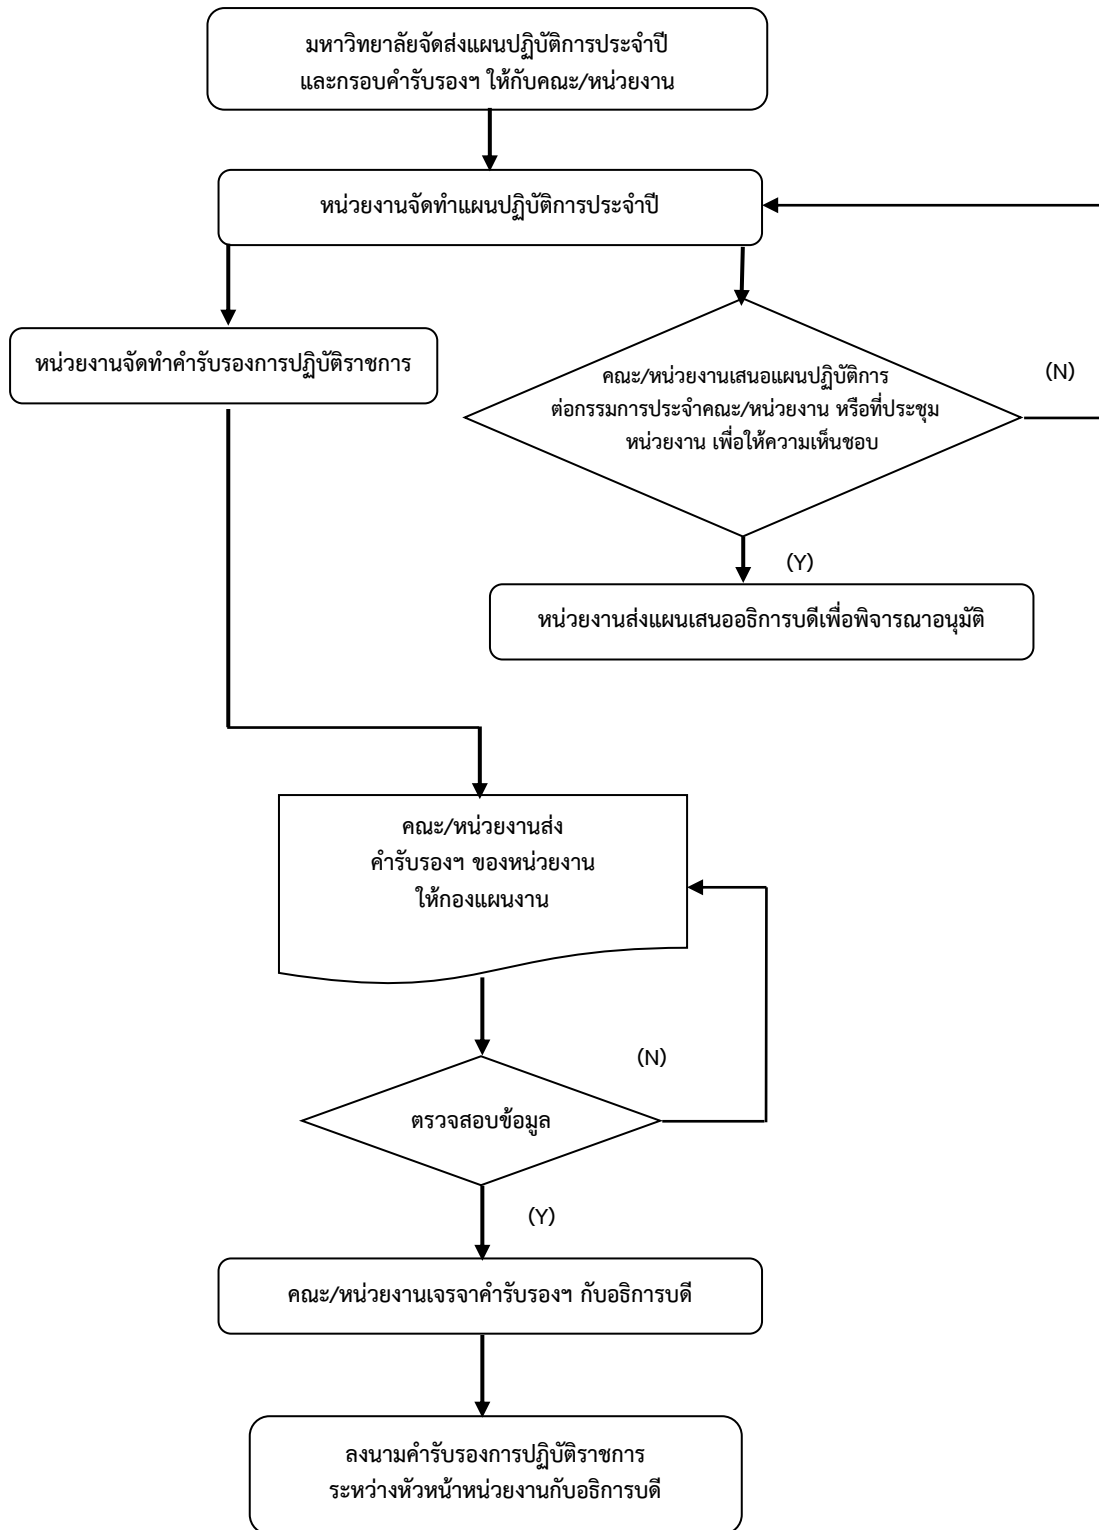 มหาวิทยาลัยจัดส่งแผนปฏิบัติการประจำปี
และกรอบคำรับรองฯ ให้กับคณะ/หน่วยงาน
หน่วยงานจัดทำแผนปฏิบัติการประจำปี
หน่วยงานจัดทำคำรับรองการปฏิบัติราชการ
คณะ/หน่วยงานเสนอแผนปฏิบัติการ
ต่อกรรมการประจำคณะ/หน่วยงาน หรือที่ประชุม
หน่วยงาน เพื่อให้ความเห็นชอบ
(N)
(Y)
หน่วยงานส่งแผนเสนออธิการบดีเพื่อพิจารณาอนุมัติ
คณะ/หน่วยงานส่ง
คำรับรองฯ ของหน่วยงาน
ให้กองแผนงาน
(N)
ตรวจสอบข้อมูล
(Y)
คณะ/หน่วยงานเจรจาคำรับรองฯ กับอธิการบดี
ลงนามคำรับรองการปฏิบัติราชการ
ระหว่างหัวหน้าหน่วยงานกับอธิการบดี